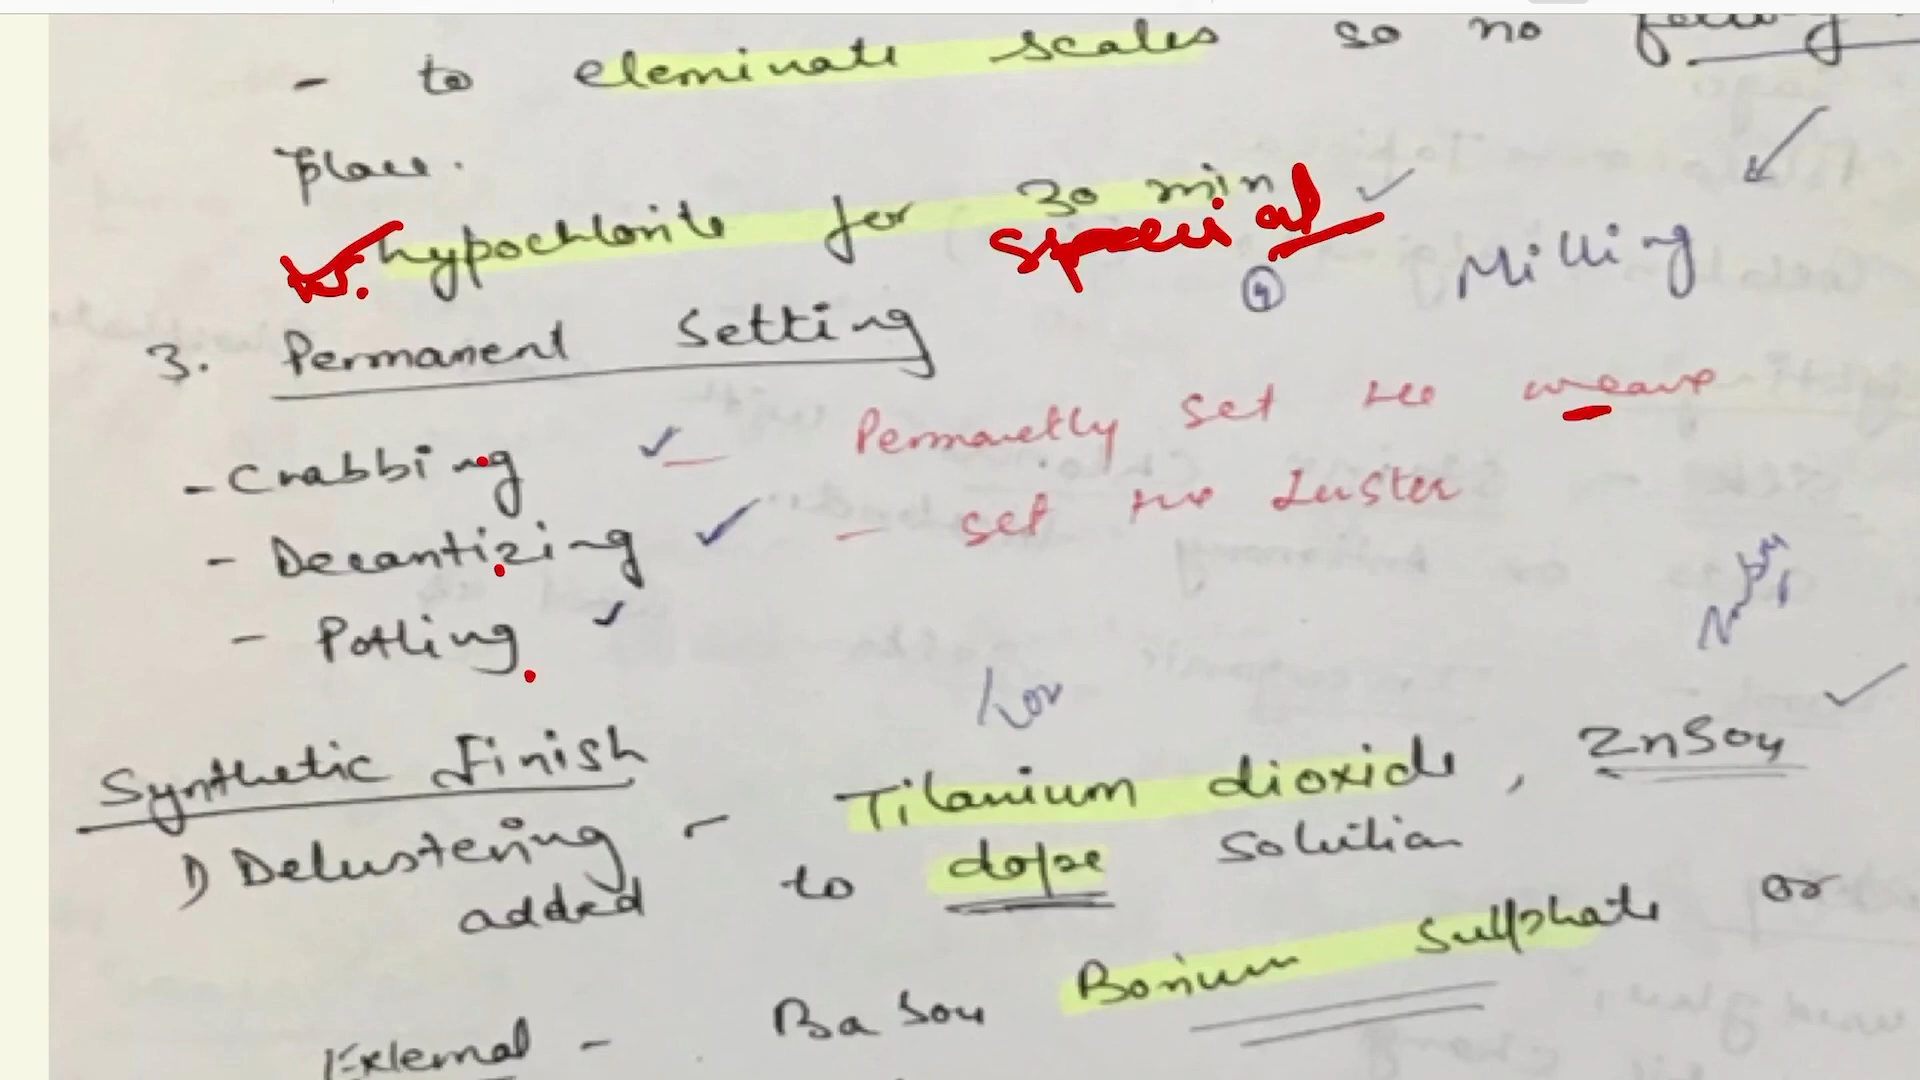 - to eleminate scales so no felting
place.
hypochlorite for 30 min
special
④ Milling
3. Permanent Setting
- Crabbing ✓ - Permanetly set the weave
- Decantizing ✓ - set the Luster
- Potling ✓
Synthetic Finish
1) Delustering - Titanium dioxide, ZnSO4 ✓
added to dope solution
External - BaSO4 Barium Sulphate or